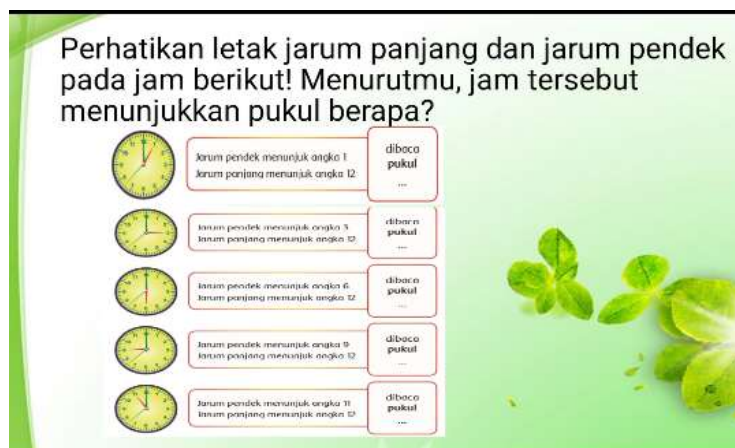 Perhatikan letak jarum panjang dan jarum pendek
pada jam berikut! Menurutmu, jam tersebut
menunjukkan pukul berapa?
Jarum pendek menunjuk angka 1
Jarum panjang menunjuk angka 12
dibaca
pukul
...
Jarum pendek menunjuk angka 3
Jarum panjang menunjuk angka 12
dibaca
pukul
...
Jarum pendek menunjuk angka 6
Jarum panjang menunjuk angka 12
dibaca
pukul
...
Jarum pendek menunjuk angka 9
Jarum panjang menunjuk angka 12
dibaca
pukul
...
Jarum pendek menunjuk angka 11
Jarum panjang menunjuk angka 12
dibaca
pukul
...